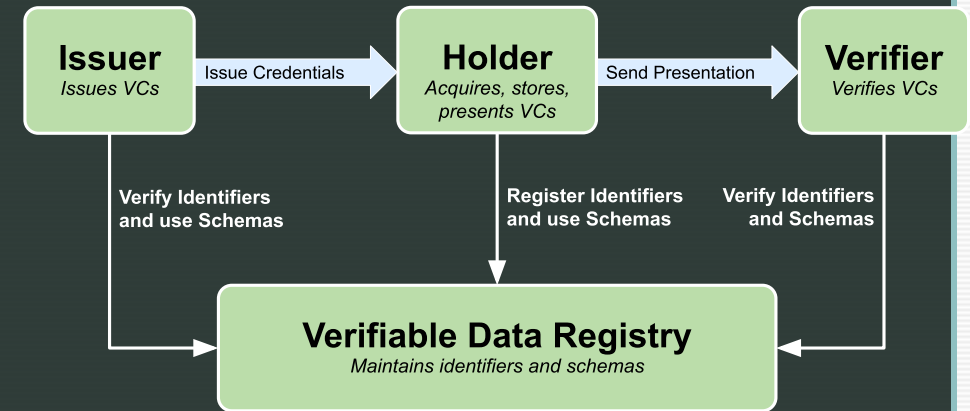 Issuer
Issues VCs
Issue Credentials
Holder
Acquires, stores,
presents VCs
Send Presentation
Verifier
Verifies VCs
Verify Identifiers
and use Schemas
Register Identifiers
and use Schemas
Verify Identifiers
and Schemas
Verifiable Data Registry
Maintains identifiers and schemas